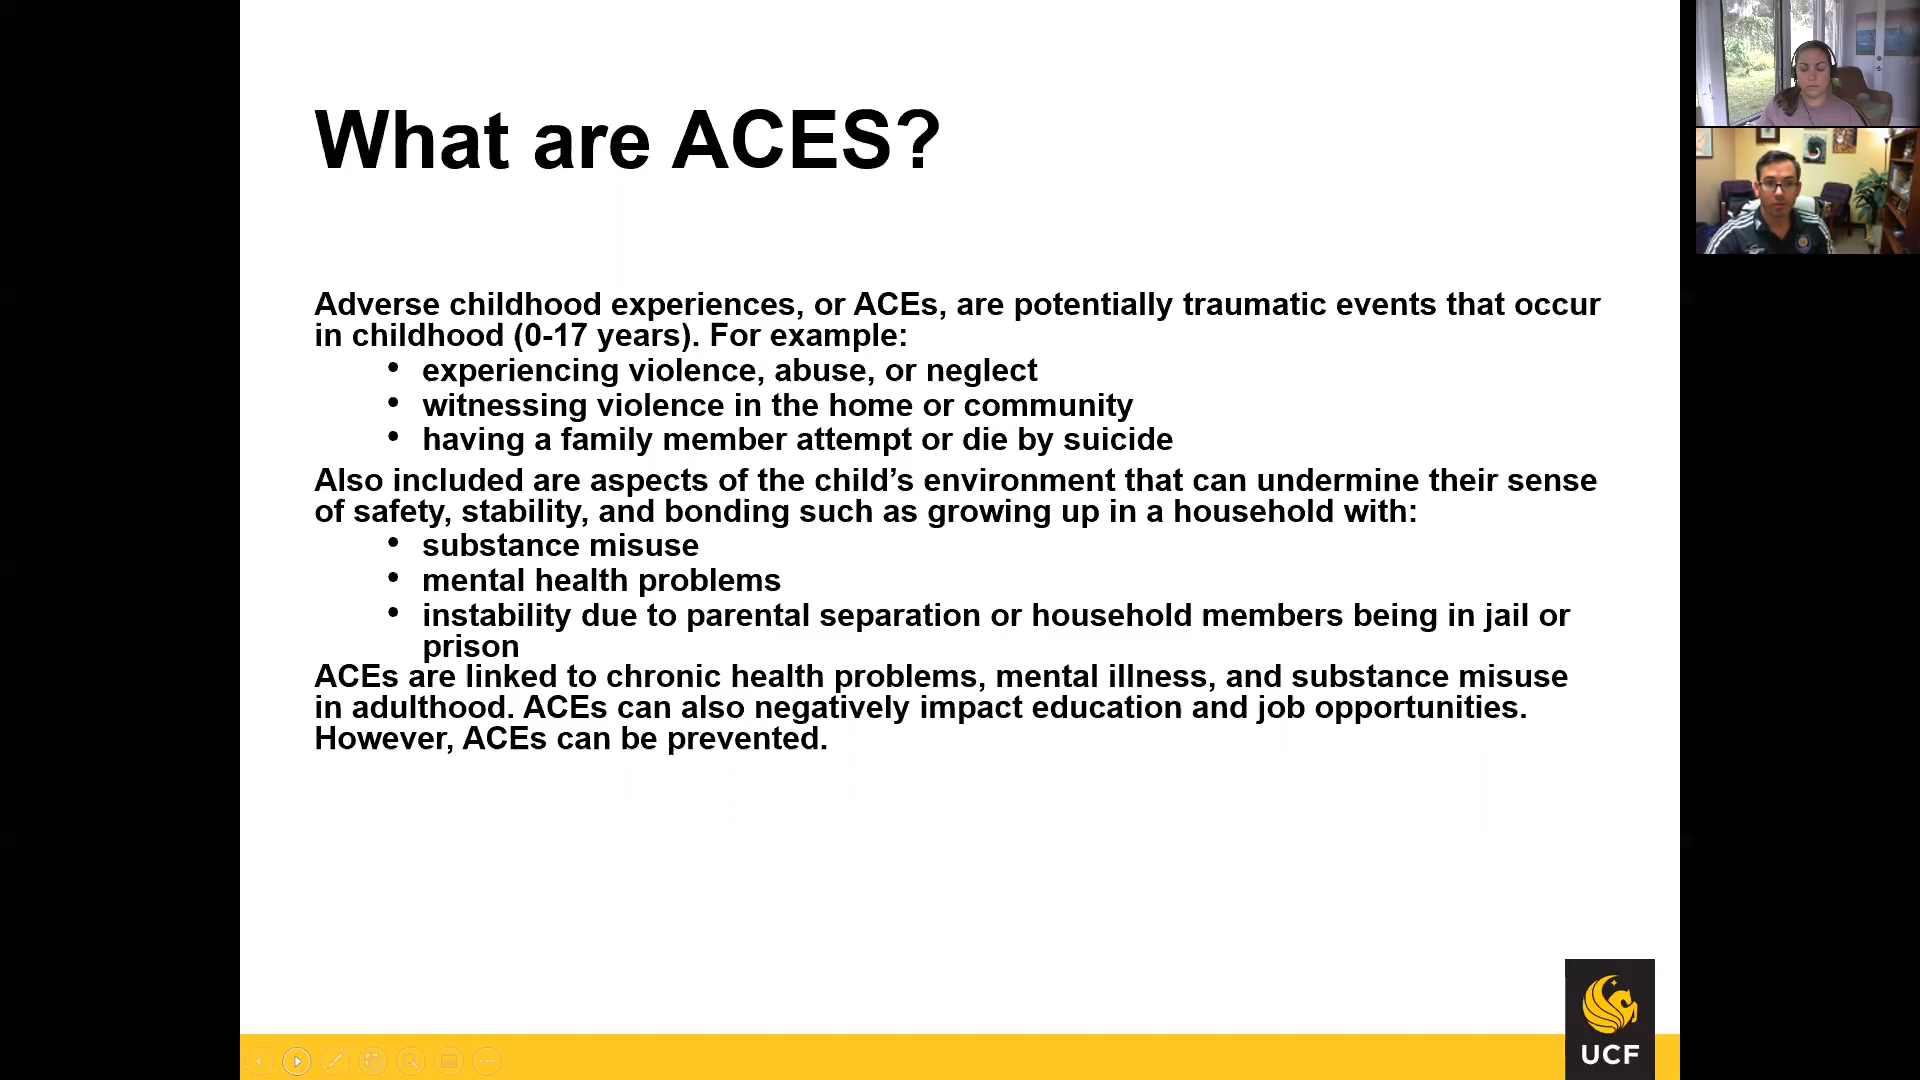 What are ACES?
Adverse childhood experiences, or ACEs, are potentially traumatic events that occur
in childhood (0-17 years). For example:
• experiencing violence, abuse, or neglect
• witnessing violence in the home or community
• having a family member attempt or die by suicide
Also included are aspects of the child’s environment that can undermine their sense
of safety, stability, and bonding such as growing up in a household with:
• substance misuse
• mental health problems
• instability due to parental separation or household members being in jail or
prison
ACEs are linked to chronic health problems, mental illness, and substance misuse
in adulthood. ACEs can also negatively impact education and job opportunities.
However, ACEs can be prevented.
UCF